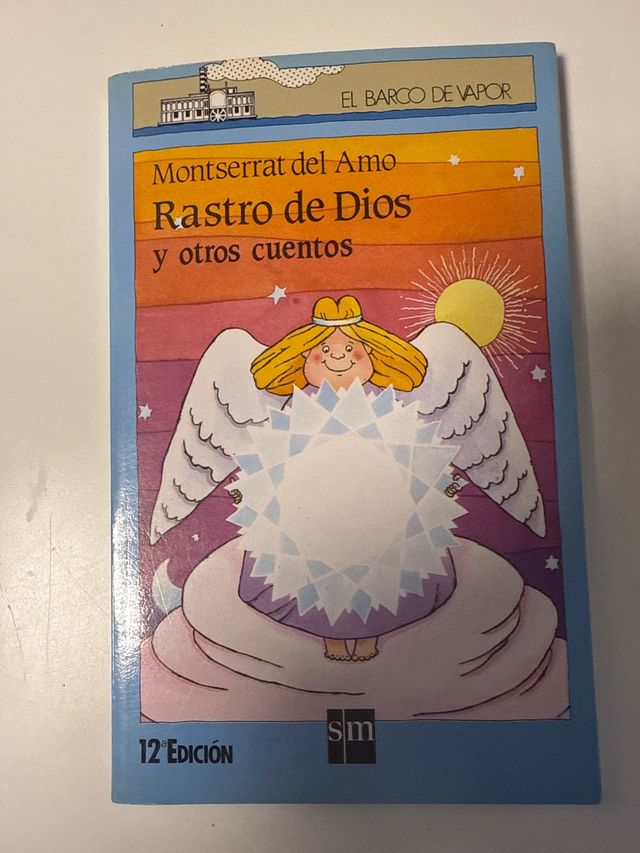 EL BARCO DE VAPOR
Montserrat del Amo
Rastro de Dios
y otros cuentos
12ª EDICIÓN
sm